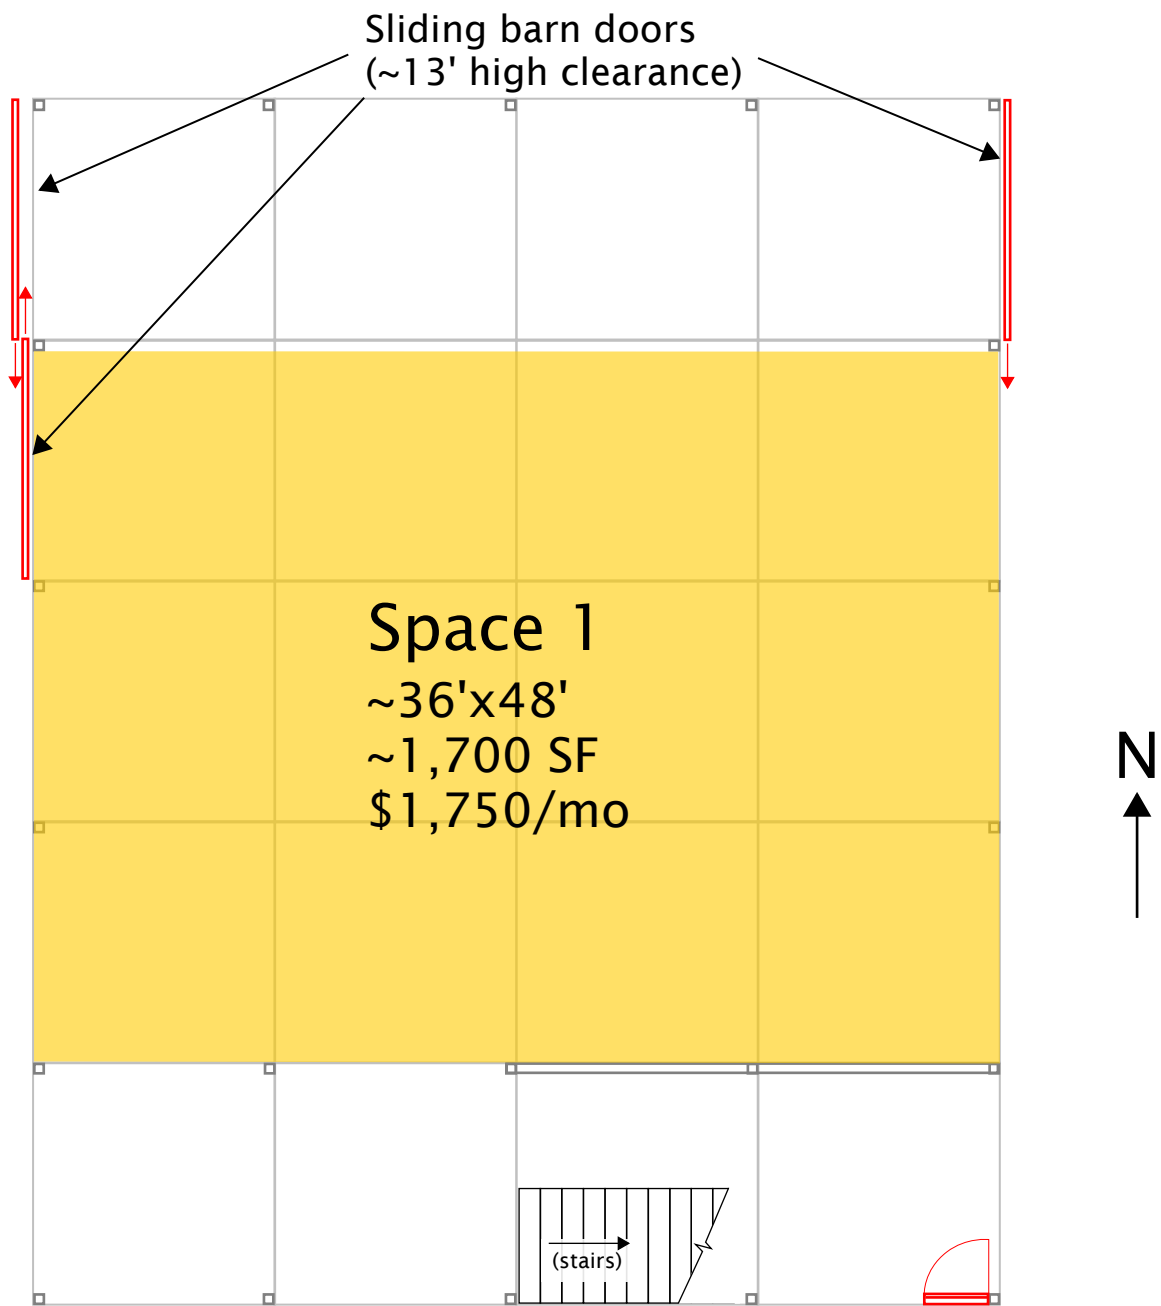 Sliding barn doors
(~13' high clearance)
Space 1
~36'x48'
~1,700 SF
$1,750/mo
N
(stairs)